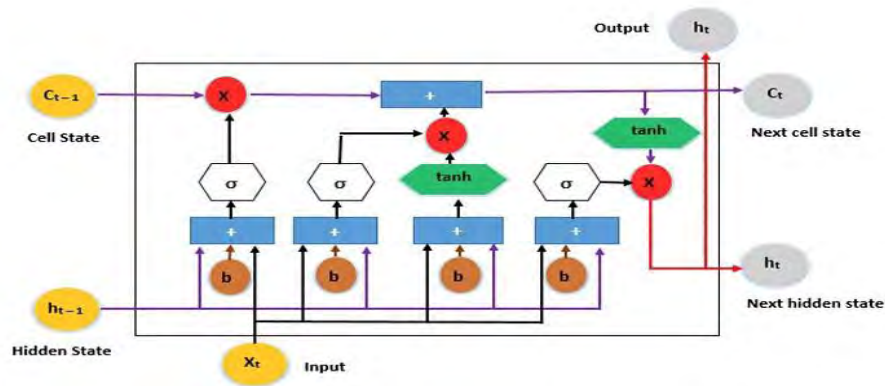 Output
hₜ
Cₜ₋₁
X
+
Cₜ
Cell State
tanh
Next cell state
X
σ
σ
tanh
σ
X
+
+
+
+
b
b
b
b
hₜ
hₜ₋₁
Next hidden state
Hidden State
Xₜ
Input